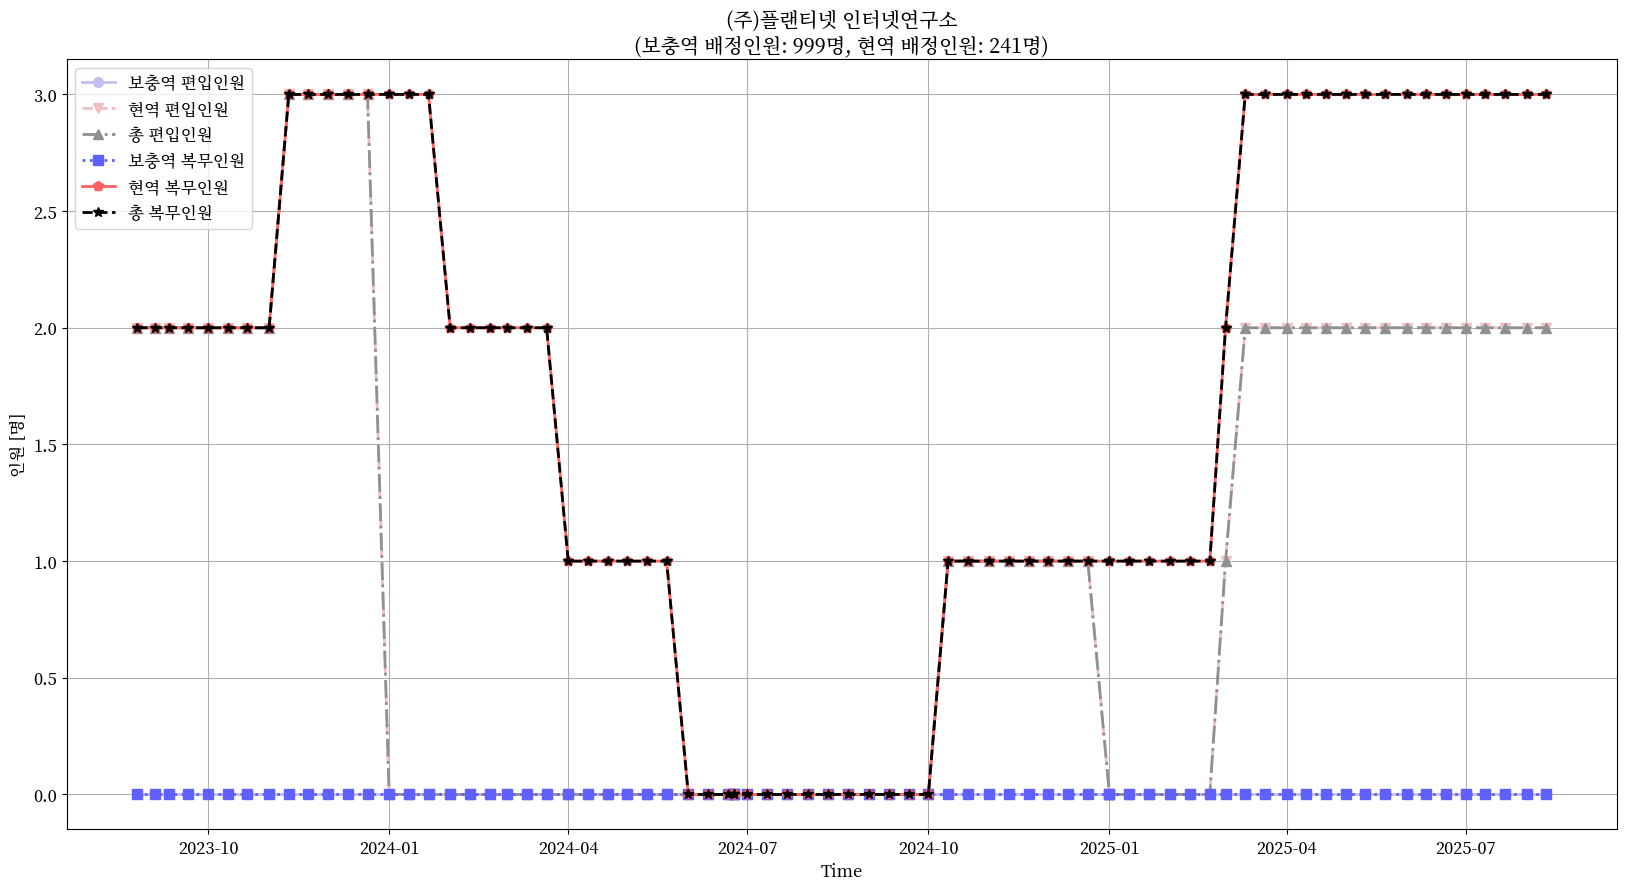 (주)플랜티넷 인터넷연구소
(보충역 배정인원: 999명, 현역 배정인원: 241명)
보충역 편입인원
현역 편입인원
총 편입인원
보충역 복무인원
현역 복무인원
총 복무인원
인원 [명]
3.0
2.5
2.0
1.5
1.0
0.5
0.0
2023-10
2024-01
2024-04
2024-07
2024-10
2025-01
2025-04
2025-07
Time